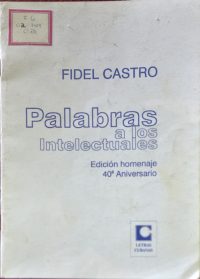 FIDEL CASTRO
Palabras
a los
Intelectuales
Edición homenaje
40º Aniversario
C
LETRAS
CUBANAS